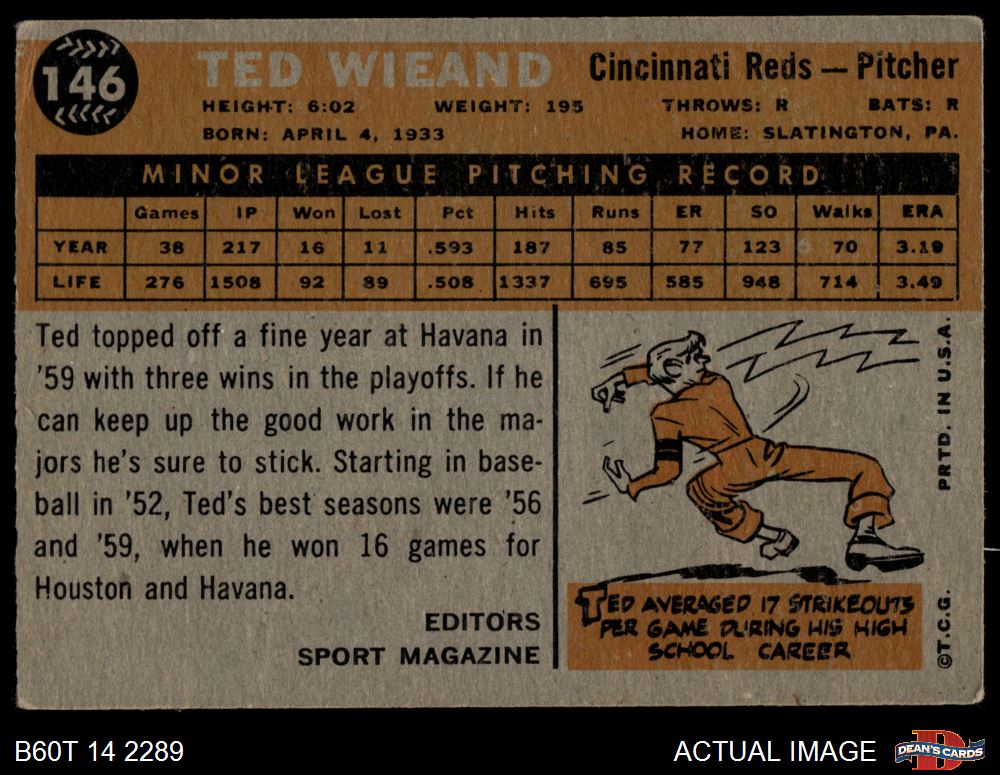 146
TED WIEAND Cincinnati Reds — Pitcher
HEIGHT: 6:02 WEIGHT: 195 THROWS: R BATS: R
BORN: APRIL 4, 1933 HOME: SLATINGTON, PA.
MINOR LEAGUE PITCHING RECORD
Games IP Won Lost Pct Hits Runs ER SO Walks ERA
YEAR 38 217 16 11 .593 187 85 77 123 70 3.19
LIFE 276 1508 92 89 .508 1337 695 585 948 714 3.49
Ted topped off a fine year at Havana in
'59 with three wins in the playoffs. If he
can keep up the good work in the ma-
jors he's sure to stick. Starting in base-
ball in '52, Ted's best seasons were '56
and '59, when he won 16 games for
Houston and Havana.
EDITORS
SPORT MAGAZINE
TED AVERAGED 17 STRIKEOUTS
PER GAME DURING HIS HIGH
SCHOOL CAREER
©T.C.G. PRTD. IN U.S.A.
B60T 14 2289 ACTUAL IMAGE D DEAN'S CARDS